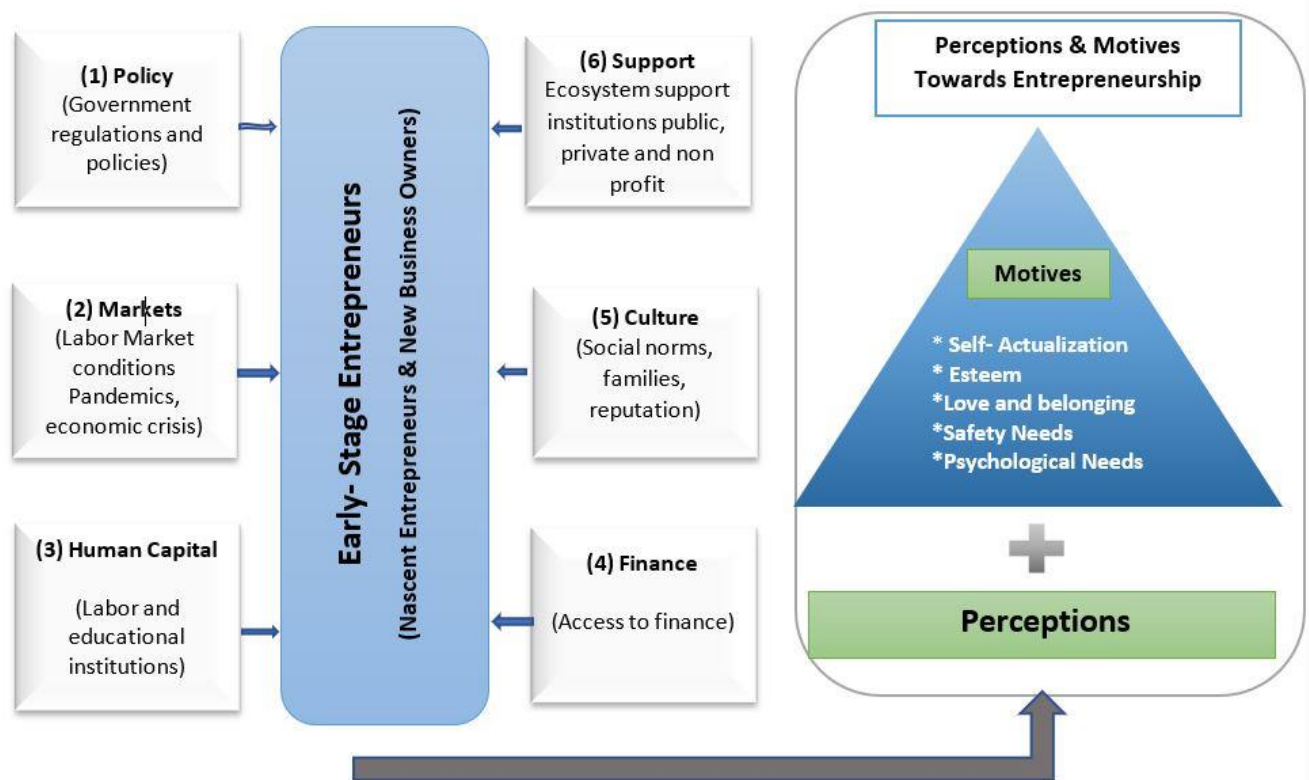 (1) Policy
(Government
regulations and
policies)
(2) Markets
(Labor Market
conditions
Pandemics,
economic crisis)
(3) Human Capital
(Labor and
educational
institutions)
Early- Stage Entrepreneurs
(Nascent Entrepreneurs & New Business Owners)
(6) Support
Ecosystem support
institutions public,
private and non
profit
(5) Culture
(Social norms,
families,
reputation)
(4) Finance
(Access to finance)
Perceptions & Motives
Towards Entrepreneurship
Motives
* Self- Actualization
* Esteem
*Love and belonging
*Safety Needs
*Psychological Needs
Perceptions